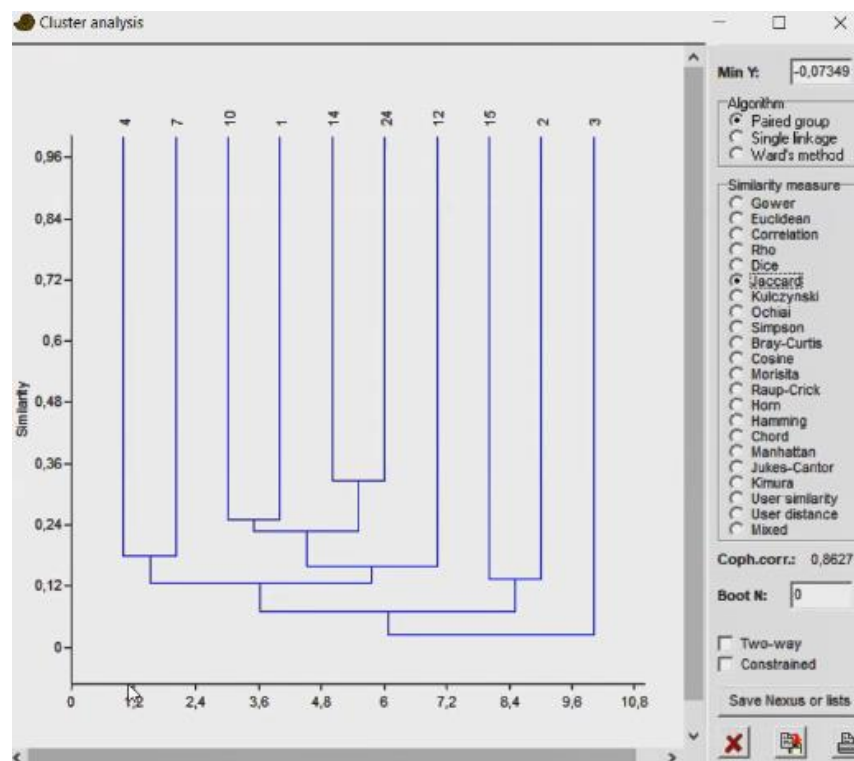 Cluster analysis
4 7 10 1 14 24 12 15 2 3
0,96
0,84
0,72
0,6
0,48
0,36
0,24
0,12
0
Similarity
0 1,2 2,4 3,6 4,8 6 7,2 8,4 9,6 10,8
Min Y: -0,07349
Algorithm
Paired group
Single linkage
Ward's method
Similarity measure
Gower
Euclidean
Correlation
Rho
Dice
Jaccard
Kulczynski
Ochiai
Simpson
Bray-Curtis
Cosine
Morisita
Raup-Crick
Horn
Hamming
Chord
Manhattan
Jukes-Cantor
Kimura
User similarity
User distance
Mixed
Coph.corr.: 0,8627
Boot N: 0
Two-way
Constrained
Save Nexus or lists